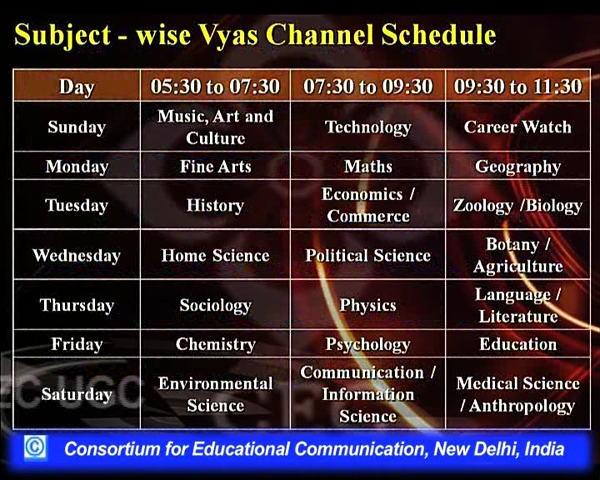 Subject - wise Vyas Channel Schedule
Day 05:30 to 07:30 07:30 to 09:30 09:30 to 11:30
Sunday Music, Art and Culture Technology Career Watch
Monday Fine Arts Maths Geography
Tuesday History Economics / Commerce Zoology /Biology
Wednesday Home Science Political Science Botany / Agriculture
Thursday Sociology Physics Language / Literature
Friday Chemistry Psychology Education
Saturday Environmental Science Communication / Information Science Medical Science / Anthropology
UGC
© Consortium for Educational Communication, New Delhi, India